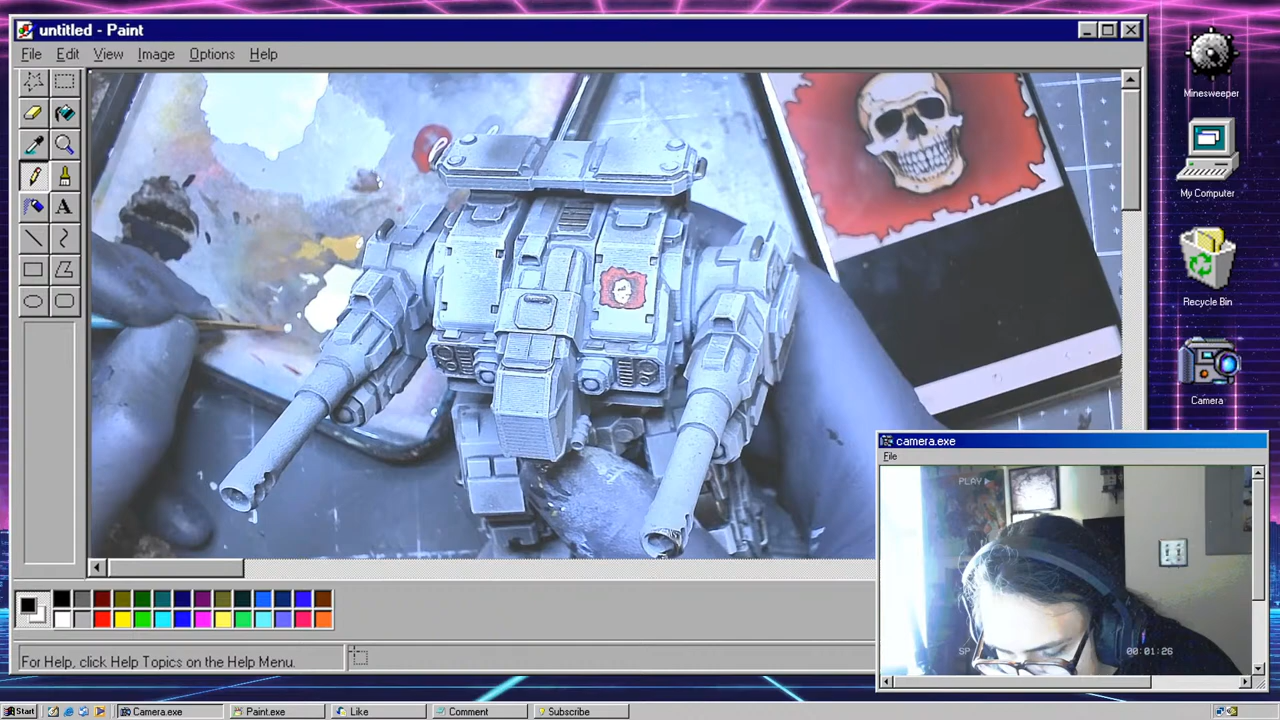 untitled - Paint
File Edit View Image Options Help
Minesweeper
My Computer
Recycle Bin
Camera
camera.exe
File
PLAY
SP 00:01:26
For Help, click Help Topics on the Help Menu.
Start Camera.exe Paint.exe Like Comment Subscribe